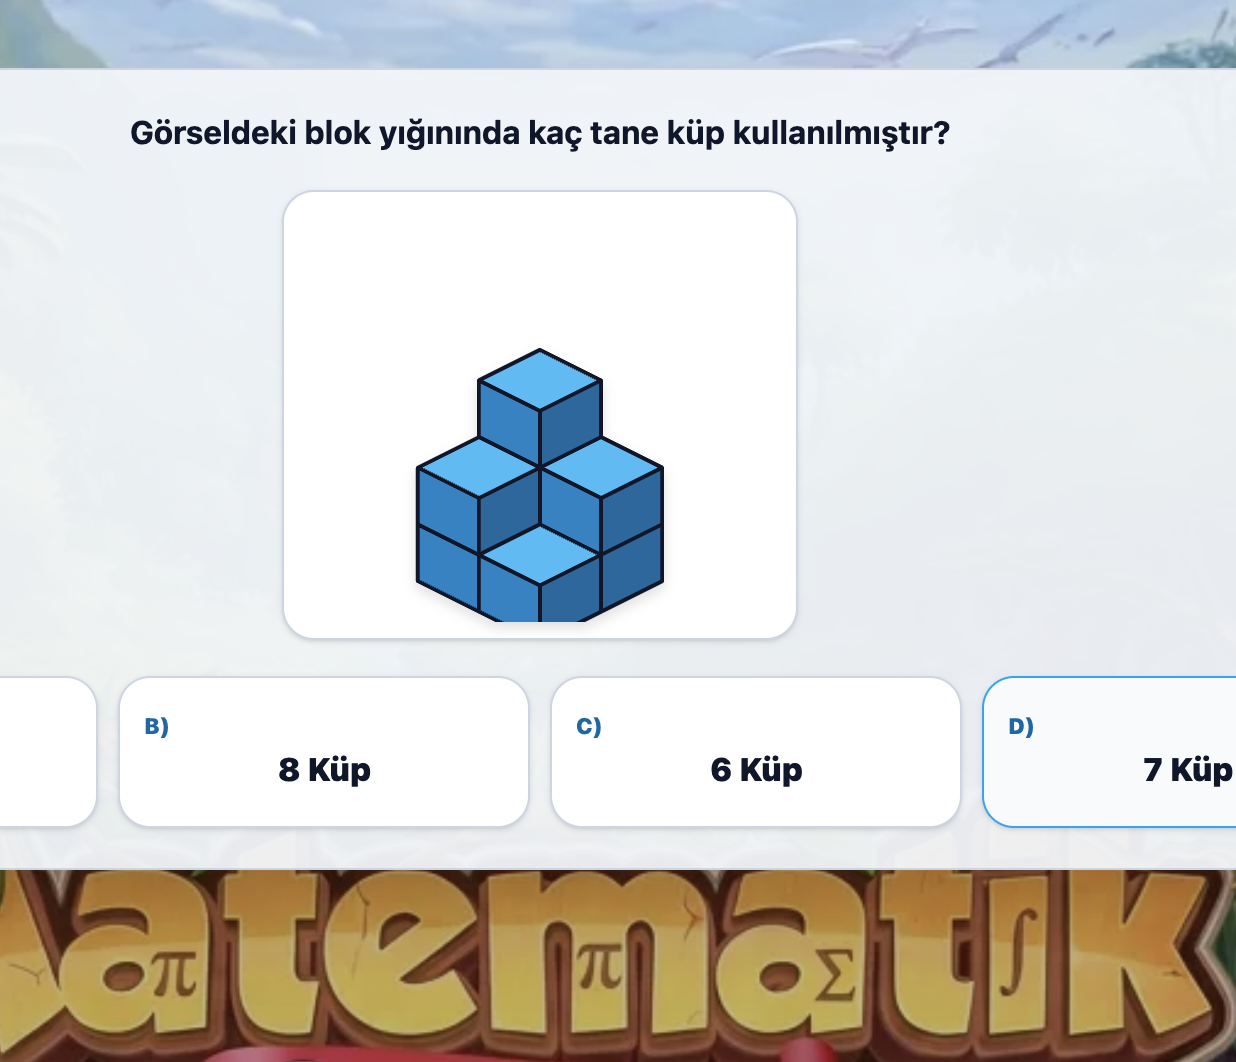 Görseldeki blok yığınında kaç tane küp kullanılmıştır?
B)
8 Küp
C)
6 Küp
D)
7 Küp
atematik
π
π
Σ
∫